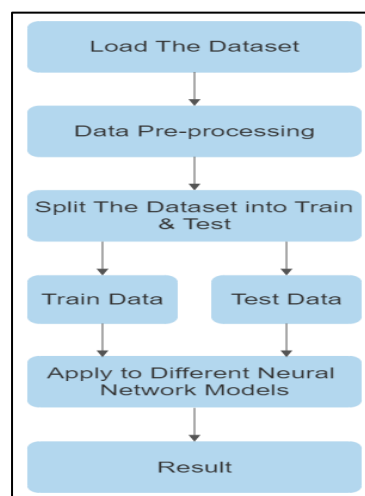 Load The Dataset
Data Pre-processing
Split The Dataset into Train
& Test
Train Data
Test Data
Apply to Different Neural
Network Models
Result